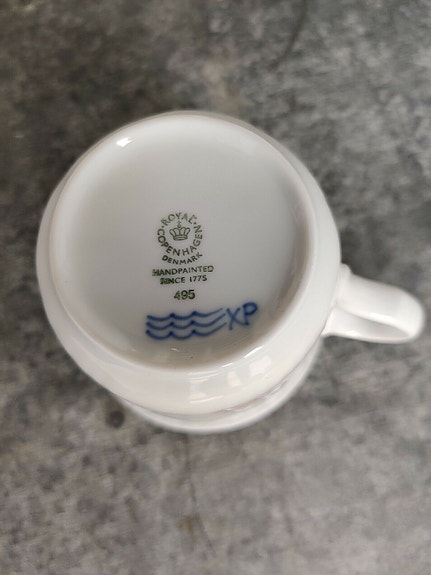 ROYAL COPENHAGEN
DENMARK
HANDPAINTED
SINCE 1775
495
XP